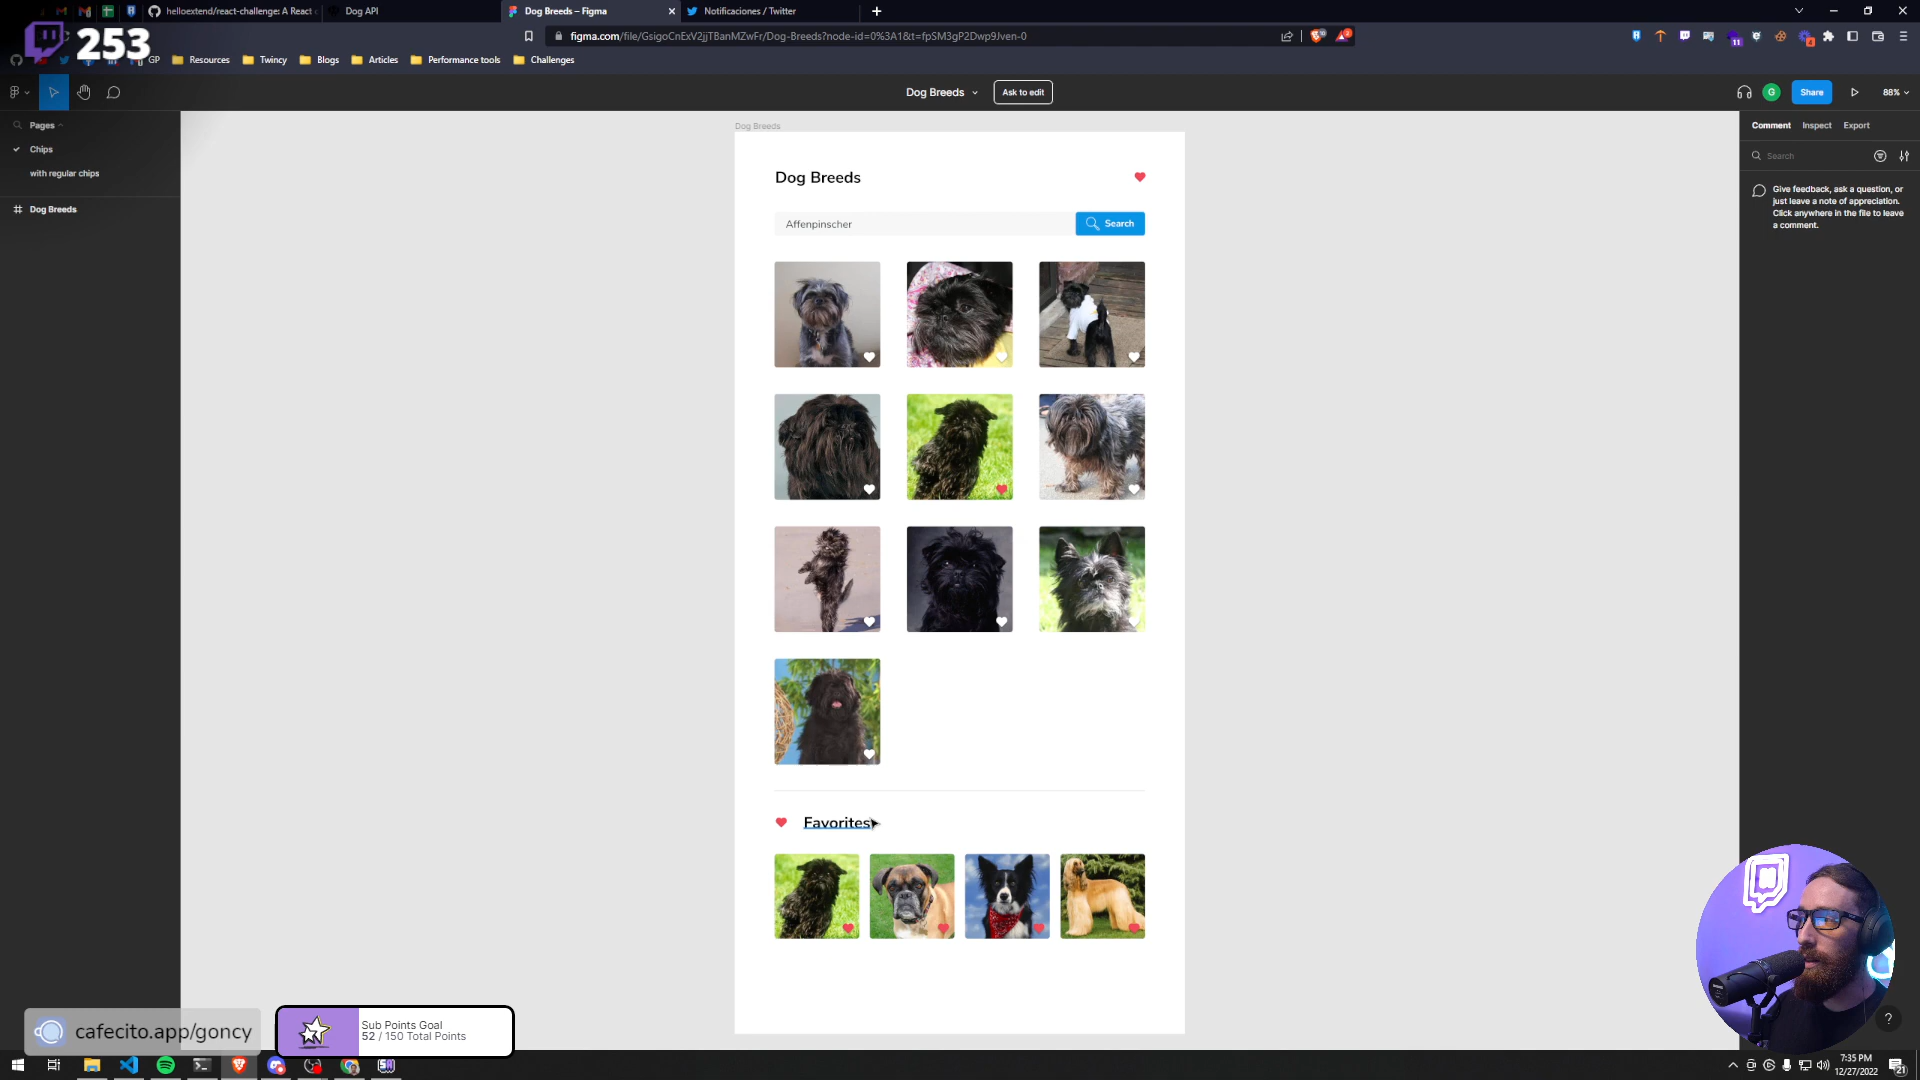 helloextend/react-challenge: A React
Dog API
Dog Breeds – Figma
Notificaciones / Twitter
253
figma.com/file/GsigoCnExV2jjTBanMZwFr/Dog-Breeds?node-id=0%3A1&t=fpSM3gP2Dwp9Jven-0
GP
Resources
Twincy
Blogs
Articles
Performance tools
Challenges
Dog Breeds
Ask to edit
G
Share
88%
Pages
Chips
with regular chips
Dog Breeds
Comment
Inspect
Export
Search
Give feedback, ask a question, or
just leave a note of appreciation.
Click anywhere in the file to leave
a comment.
Dog Breeds
Dog Breeds
Affenpinscher
Search
Favorites
cafecito.app/goncy
Sub Points Goal
52 / 150 Total Points
?
7:35 PM
12/27/2022
21